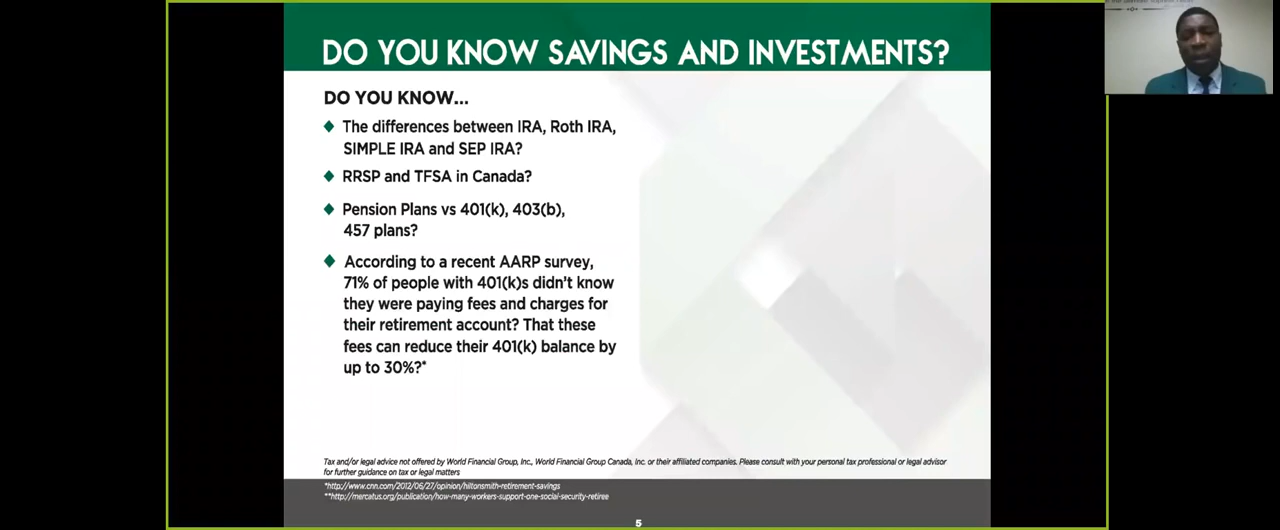 DO YOU KNOW SAVINGS AND INVESTMENTS?
DO YOU KNOW...
The differences between IRA, Roth IRA,
SIMPLE IRA and SEP IRA?
RRSP and TFSA in Canada?
Pension Plans vs 401(k), 403(b),
457 plans?
According to a recent AARP survey,
71% of people with 401(k)s didn't know
they were paying fees and charges for
their retirement account? That these
fees can reduce their 401(k) balance by
up to 30%?*
Tax and/or legal advice not offered by World Financial Group, Inc., World Financial Group Canada, Inc. or their affiliated companies. Please consult with your personal tax professional or legal advisor
for further guidance on tax or legal matters
*http://www.cnn.com/2012/06/27/opinion/hiltonsmith-retirement-savings
**http://mercatus.org/publication/how-many-workers-support-one-social-security-retiree
5